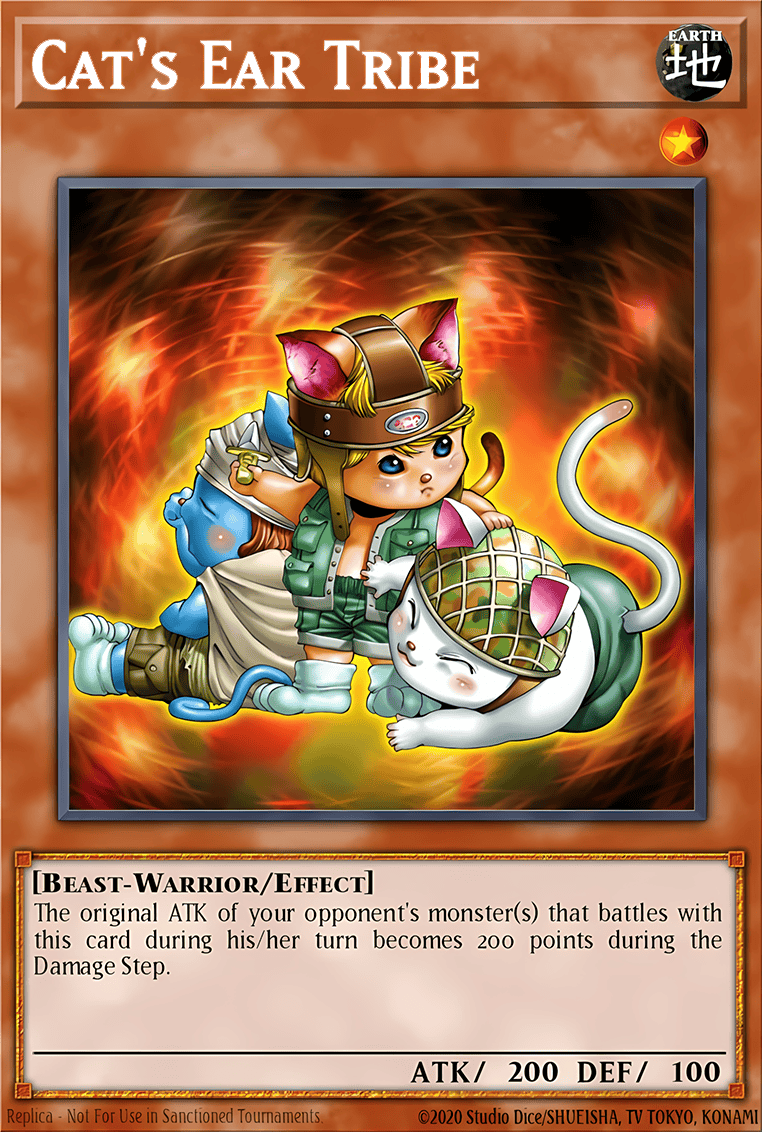 Cat's Ear Tribe
EARTH
地
[Beast-Warrior/Effect]
The original ATK of your opponent's monster(s) that battles with
this card during his/her turn becomes 200 points during the
Damage Step.
ATK/ 200 DEF/ 100
Replica - Not For Use in Sanctioned Tournaments.
©2020 Studio Dice/SHUEISHA, TV TOKYO, KONAMI